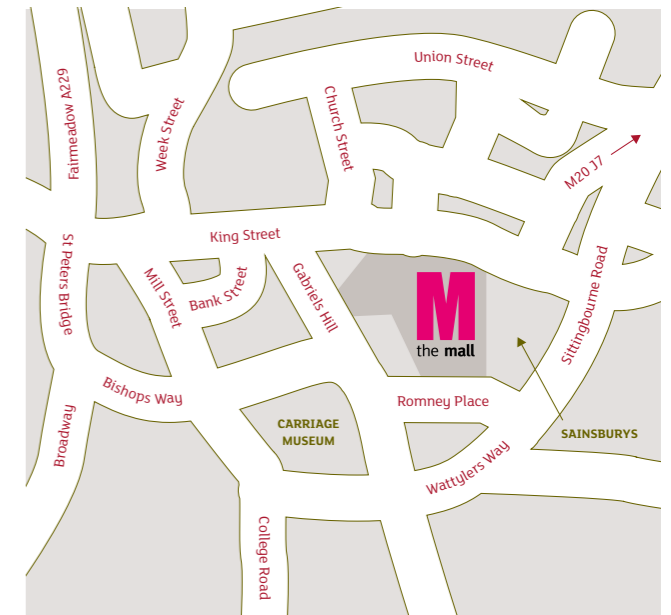 Union Street
Fairmeadow A229
Week Street
Church Street
M20 J7
King Street
St Peters Bridge
Mill Street
Bank Street
Gabriels Hill
Sittingbourne Road
M
the mall
Bishops Way
Romney Place
Broadway
CARRIAGE
MUSEUM
SAINSBURYS
Wattylers Way
College Road